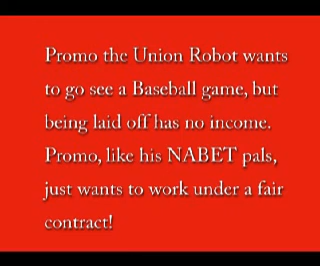 Promo the Union Robot wants
to go see a Baseball game, but
being laid off has no income.
Promo, like his NABET pals,
just wants to work under a fair
contract!